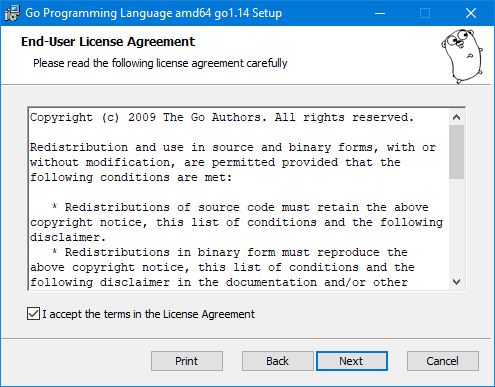 Go Programming Language amd64 go1.14 Setup
End-User License Agreement
Please read the following license agreement carefully
Copyright (c) 2009 The Go Authors. All rights reserved.
Redistribution and use in source and binary forms, with or
without modification, are permitted provided that the
following conditions are met:
* Redistributions of source code must retain the above
copyright notice, this list of conditions and the following
disclaimer.
* Redistributions in binary form must reproduce the
above copyright notice, this list of conditions and the
following disclaimer in the documentation and/or other
I accept the terms in the License Agreement
Print Back Next Cancel